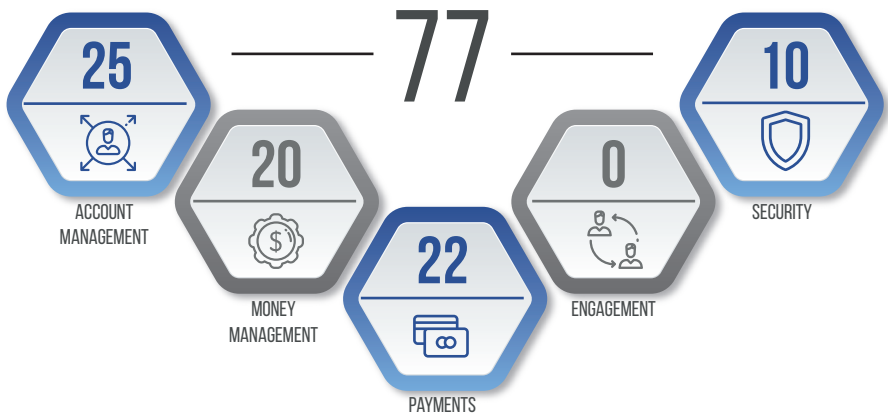 77
25
ACCOUNT
MANAGEMENT
20
$
MONEY
MANAGEMENT
22
PAYMENTS
0
ENGAGEMENT
10
SECURITY